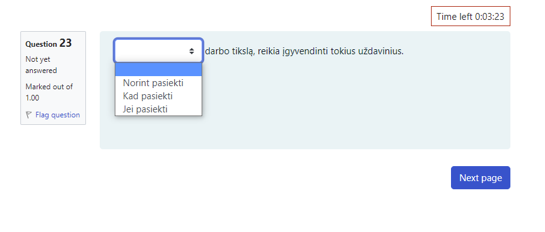 Time left 0:03:23
Question 23
Not yet
answered
Marked out of
1.00
Flag question
darbo tikslą, reikia įgyvendinti tokius uždavinius.
Norint pasiekti
Kad pasiekti
Jei pasiekti
Next page